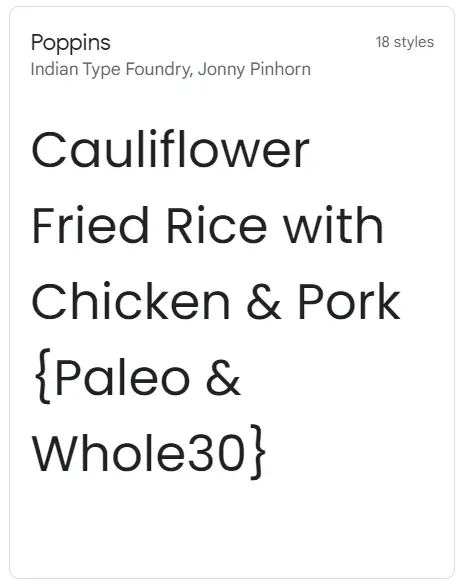 Poppins
18 styles
Indian Type Foundry, Jonny Pinhorn
Cauliflower
Fried Rice with
Chicken & Pork
{Paleo &
Whole30}